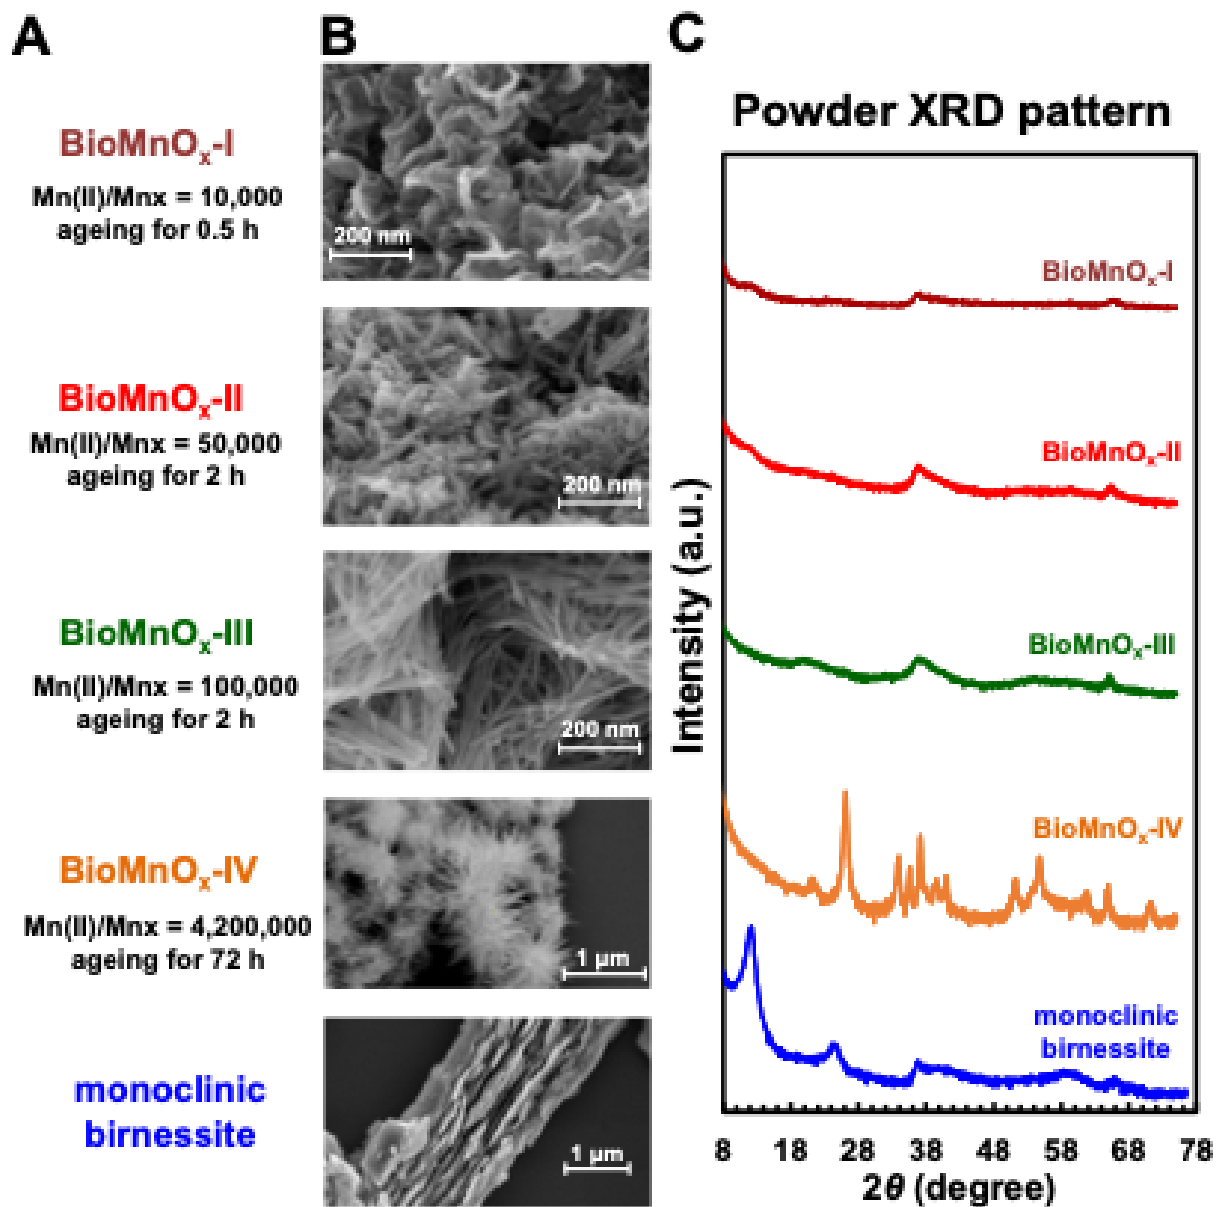 A
B
C
BioMnOx-I
Mn(II)/Mnx = 10,000
ageing for 0.5 h
BioMnOx-II
Mn(II)/Mnx = 50,000
ageing for 2 h
BioMnOx-III
Mn(II)/Mnx = 100,000
ageing for 2 h
BioMnOx-IV
Mn(II)/Mnx = 4,200,000
ageing for 72 h
monoclinic
birnessite
200 nm
200 nm
200 nm
1 µm
1 µm
Powder XRD pattern
Intensity (a.u.)
BioMnOx-I
BioMnOx-II
BioMnOx-III
BioMnOx-IV
monoclinic
birnessite
8 18 28 38 48 58 68 78
2θ (degree)